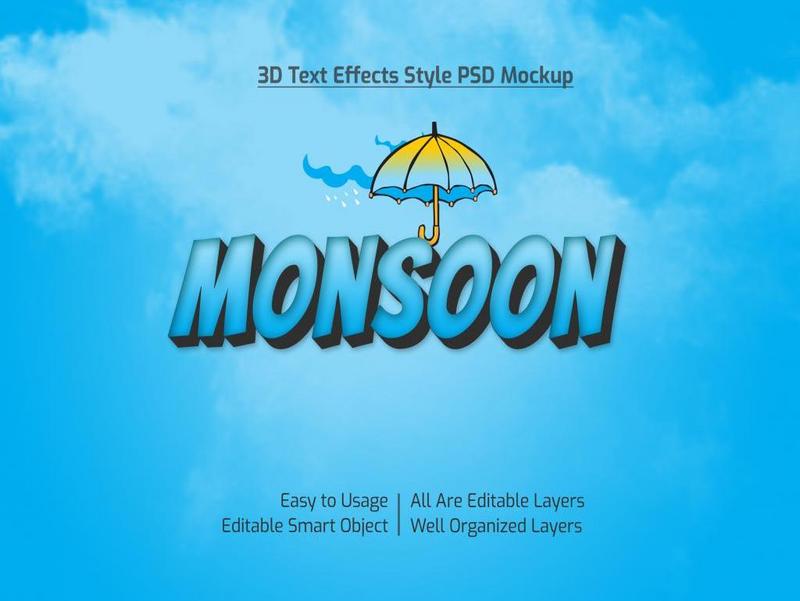 3D Text Effects Style PSD Mockup
MONSOON
Easy to Usage
Editable Smart Object
All Are Editable Layers
Well Organized Layers